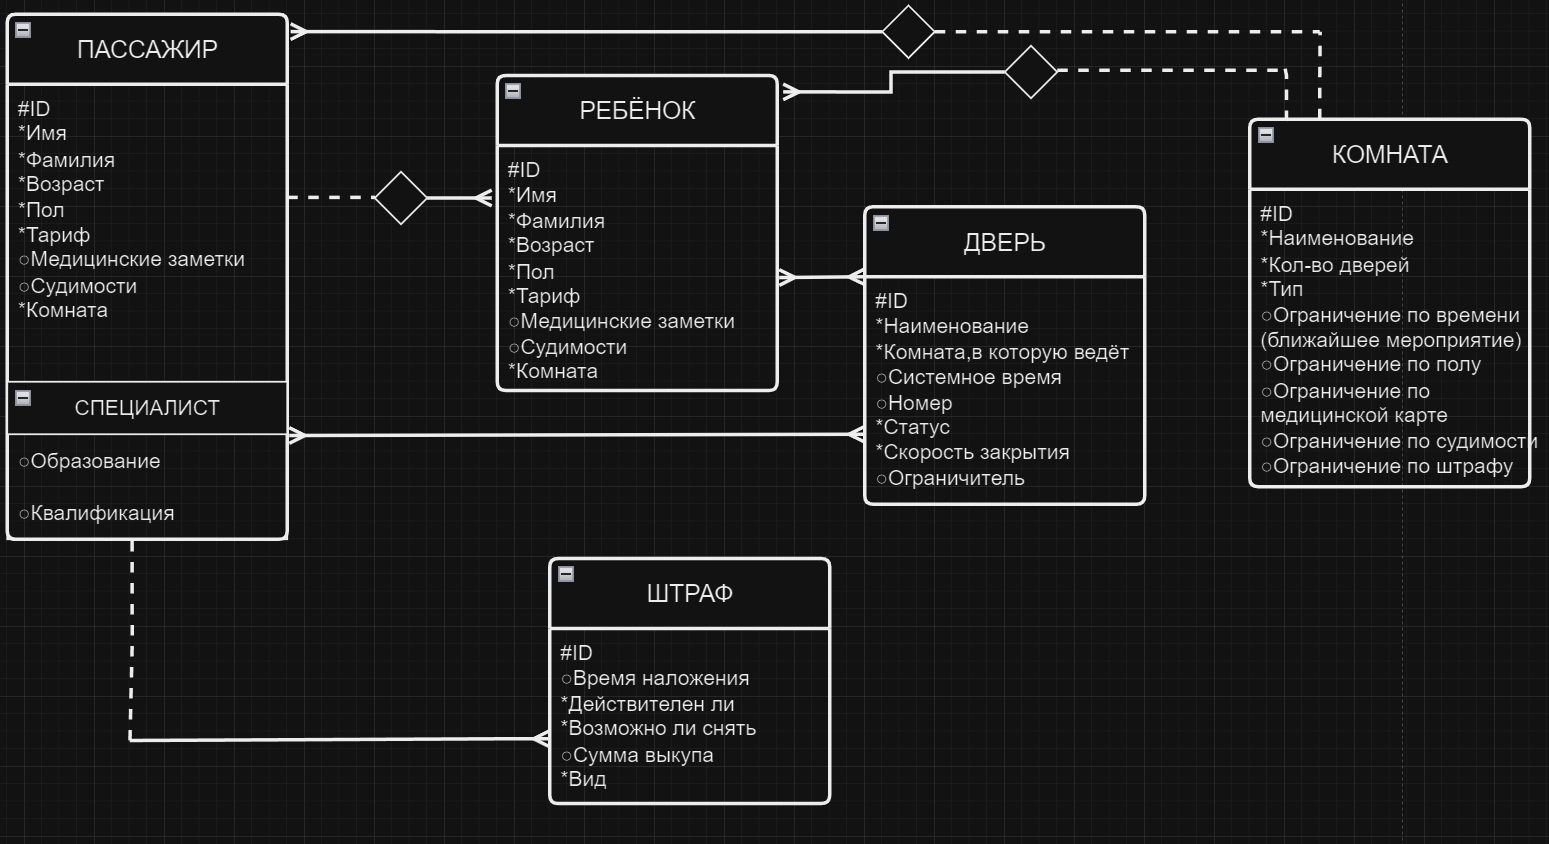 ПАССАЖИР
#ID
*Имя
*Фамилия
*Возраст
*Пол
*Тариф
○Медицинские заметки
○Судимости
*Комната
СПЕЦИАЛИСТ
○Образование
○Квалификация
РЕБЁНОК
#ID
*Имя
*Фамилия
*Возраст
*Пол
*Тариф
○Медицинские заметки
○Судимости
*Комната
ДВЕРЬ
#ID
*Наименование
*Комната,в которую ведёт
○Системное время
○Номер
*Статус
*Скорость закрытия
○Ограничитель
КОМНАТА
#ID
*Наименование
*Кол-во дверей
*Тип
○Ограничение по времени
(ближайшее мероприятие)
○Ограничение по полу
○Ограничение по
медицинской карте
○Ограничение по судимости
○Ограничение по штрафу
ШТРАФ
#ID
○Время наложения
*Действителен ли
*Возможно ли снять
○Сумма выкупа
*Вид